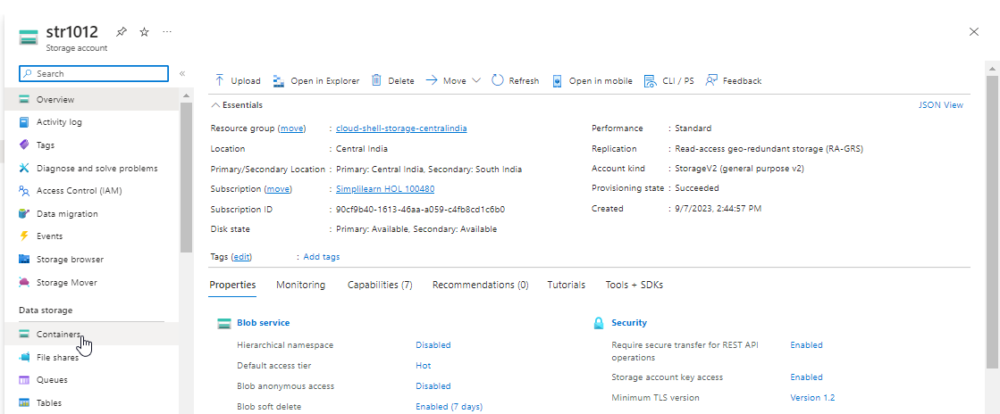 str1012
Storage account
Search
Overview
Activity log
Tags
Diagnose and solve problems
Access Control (IAM)
Data migration
Events
Storage browser
Storage Mover
Data storage
Containers
File shares
Queues
Tables
Upload Open in Explorer Delete Move Refresh Open in mobile CLI / PS Feedback
Essentials JSON View
Resource group (move) : cloud-shell-storage-centralindia
Location : Central India
Primary/Secondary Location : Primary: Central India, Secondary: South India
Subscription (move) : Simplilearn HOL 100480
Subscription ID : 90cf9b40-1613-46aa-a059-c4fb8cd1c6b0
Disk state : Primary: Available, Secondary: Available
Performance : Standard
Replication : Read-access geo-redundant storage (RA-GRS)
Account kind : StorageV2 (general purpose v2)
Provisioning state : Succeeded
Created : 9/7/2023, 2:44:57 PM
Tags (edit) : Add tags
Properties Monitoring Capabilities (7) Recommendations (0) Tutorials Tools + SDKs
Blob service
Hierarchical namespace Disabled
Default access tier Hot
Blob anonymous access Disabled
Blob soft delete Enabled (7 days)
Security
Require secure transfer for REST API Enabled
operations
Storage account key access Enabled
Minimum TLS version Version 1.2